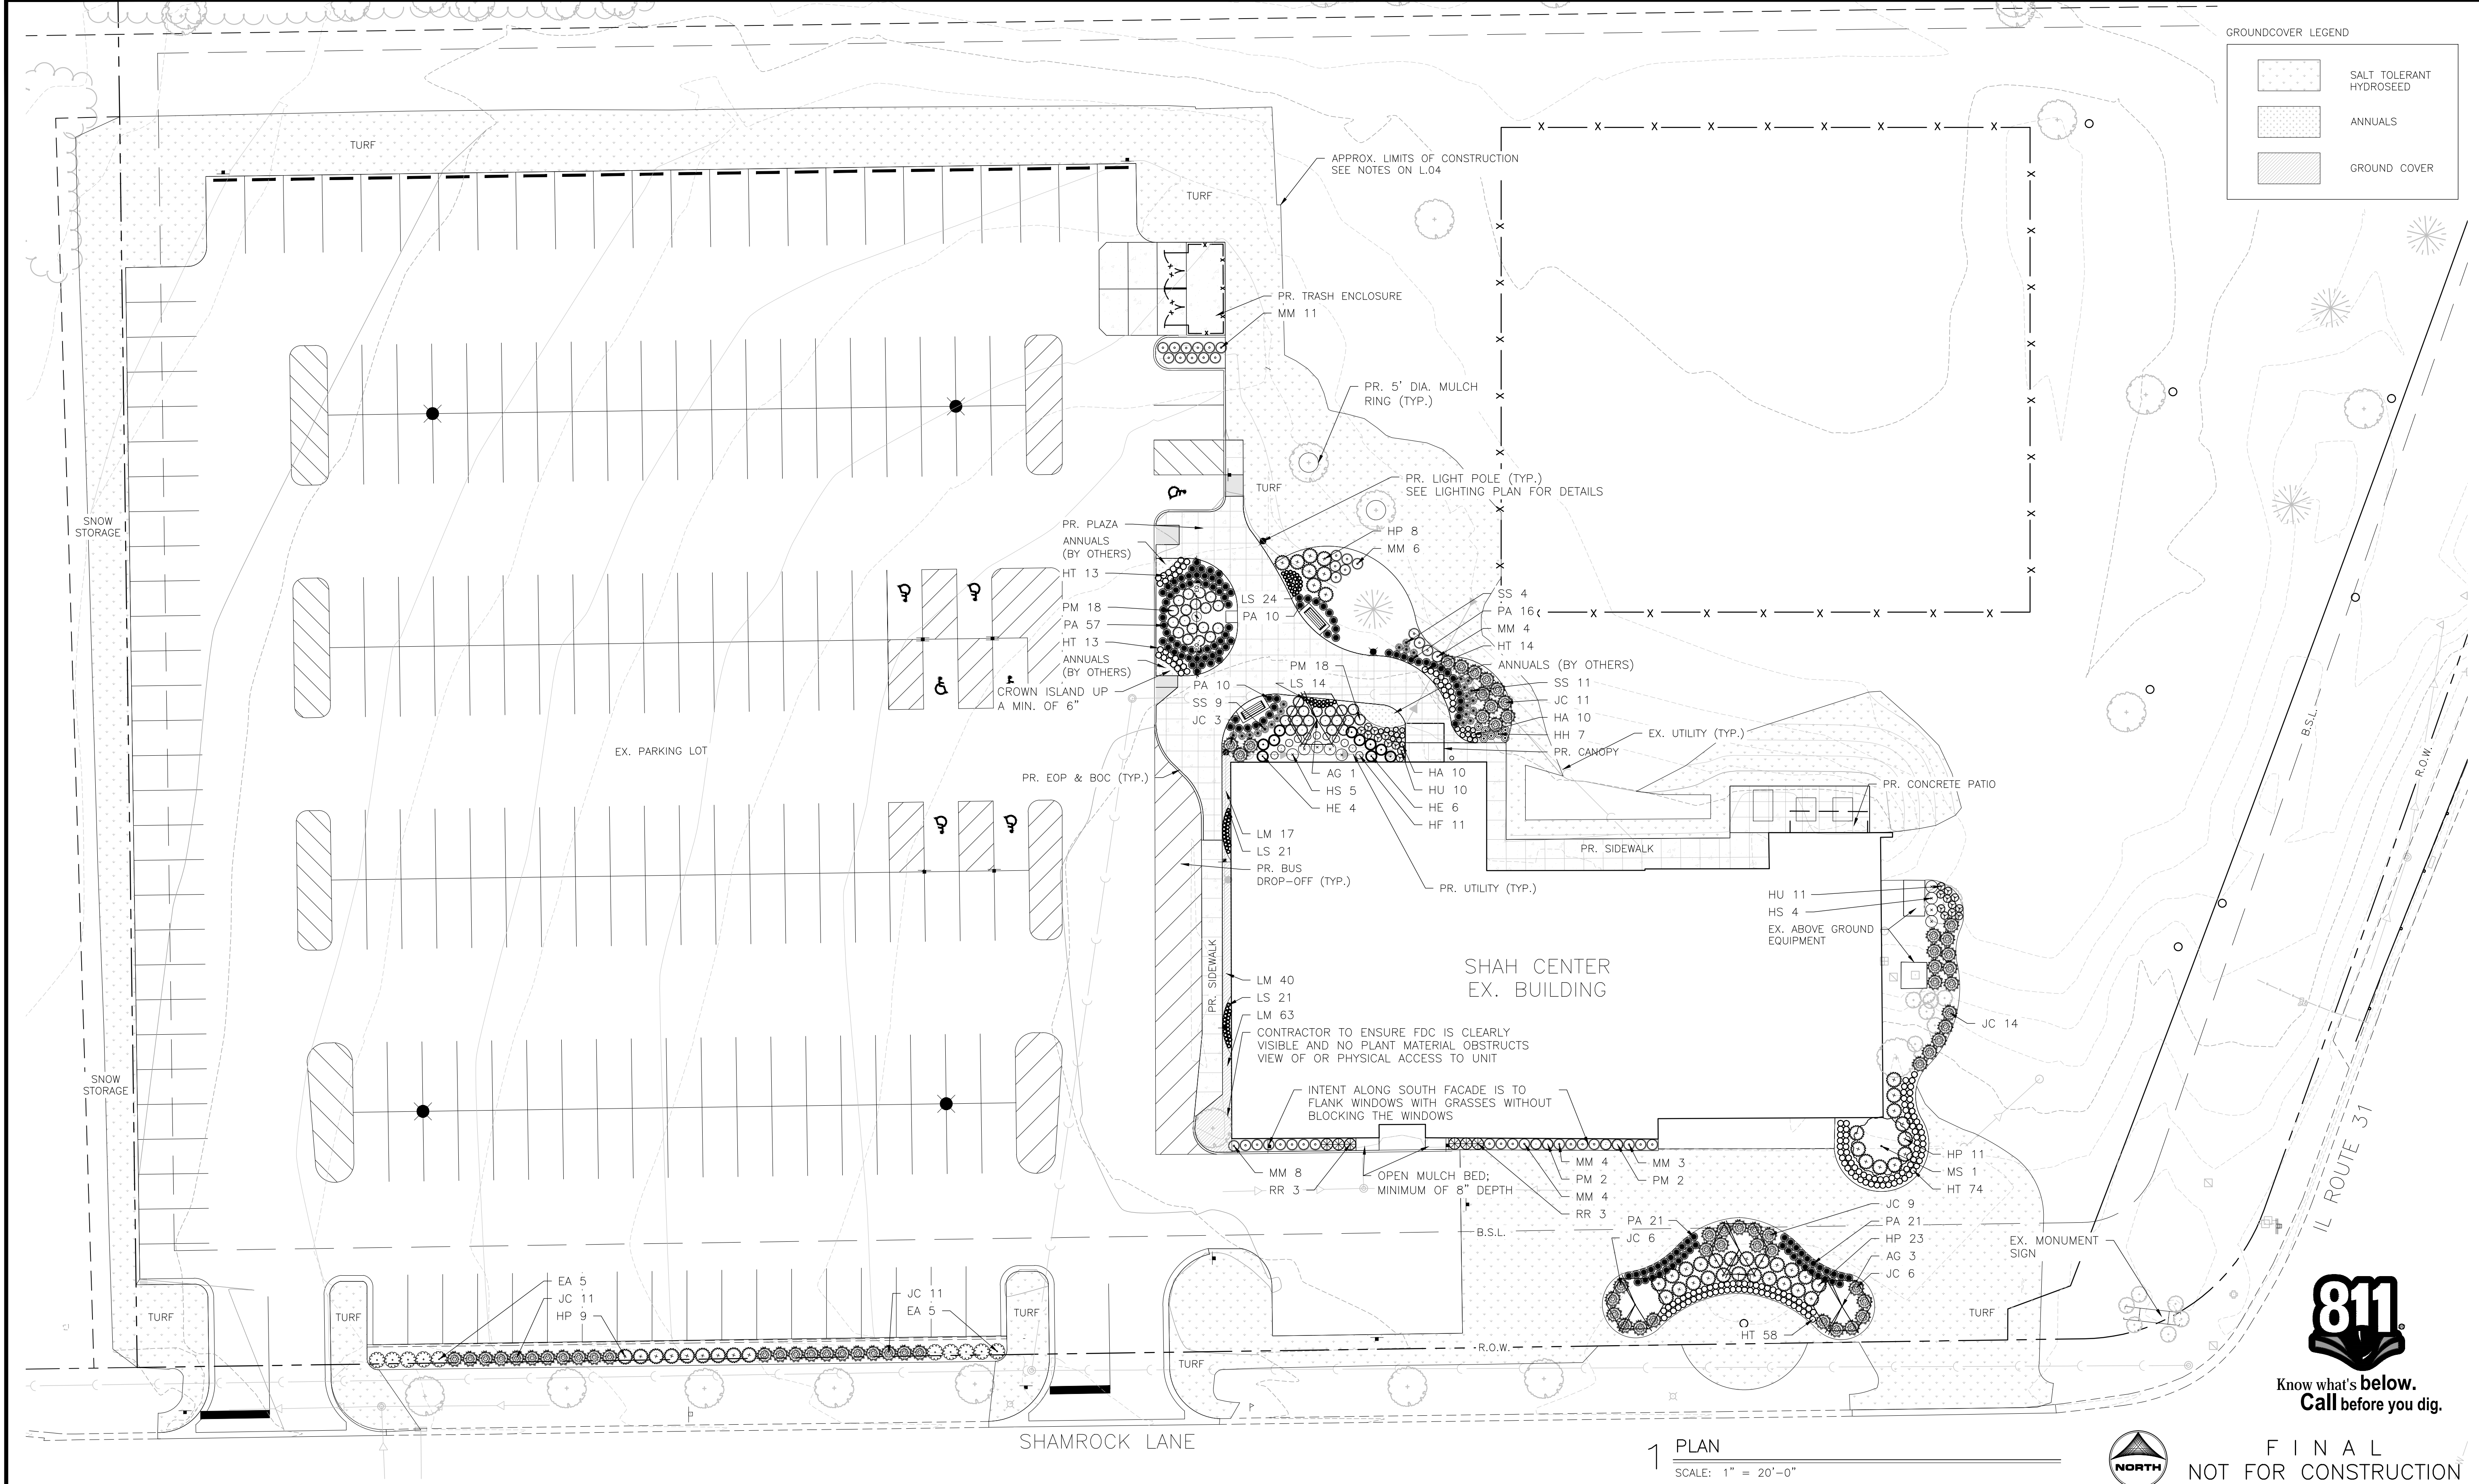 GROUNDCOVER LEGEND
SALT TOLERANT
HYDROSEED
ANNUALS
GROUND COVER
TURF
APPROX. LIMITS OF CONSTRUCTION
SEE NOTES ON L.04
TURF
PR. TRASH ENCLOSURE
MM 11
PR. 5' DIA. MULCH
RING (TYP.)
PR. LIGHT POLE (TYP.)
SEE LIGHTING PLAN FOR DETAILS
TURF
SNOW
STORAGE
PR. PLAZA
ANNUALS
(BY OTHERS)
HT 13
PM 18
PA 57
HT 13
ANNUALS
(BY OTHERS)
CROWN ISLAND UP
A MIN. OF 6"
HP 8
MM 6
LS 24
PA 10
SS 4
PA 16
MM 4
HT 14
ANNUALS (BY OTHERS)
SS 11
JC 11
HA 10
HH 7
PR. CANOPY
PM 18
LS 14
PA 10
SS 9
JC 3
EX. UTILITY (TYP.)
EX. PARKING LOT
PR. EOP & BOC (TYP.)
AG 1
HS 5
HE 4
HA 10
HU 10
HE 6
HF 11
PR. CONCRETE PATIO
LM 17
LS 21
PR. BUS
DROP-OFF (TYP.)
PR. UTILITY (TYP.)
PR. SIDEWALK
HU 11
HS 4
EX. ABOVE GROUND
EQUIPMENT
PR. SIDEWALK
SHAH CENTER
EX. BUILDING
LM 40
LS 21
LM 63
CONTRACTOR TO ENSURE FDC IS CLEARLY
VISIBLE AND NO PLANT MATERIAL OBSTRUCTS
VIEW OF OR PHYSICAL ACCESS TO UNIT
JC 14
SNOW
STORAGE
INTENT ALONG SOUTH FACADE IS TO
FLANK WINDOWS WITH GRASSES WITHOUT
BLOCKING THE WINDOWS
MM 8
RR 3
OPEN MULCH BED;
MINIMUM OF 8" DEPTH
MM 4
PM 2
MM 4
RR 3
MM 3
PM 2
HP 11
MS 1
HT 74
B.S.L.
R.O.W.
IL ROUTE 31
PA 21
JC 6
JC 9
PA 21
HP 23
AG 3
JC 6
B.S.L.
EX. MONUMENT
SIGN
EA 5
JC 11
HP 9
JC 11
EA 5
TURF
TURF
TURF
TURF
TURF
HT 58
R.O.W.
811
Know what's below.
Call before you dig.
SHAMROCK LANE
1 PLAN
SCALE: 1" = 20'-0"
NORTH
FINAL
NOT FOR CONSTRUCTION